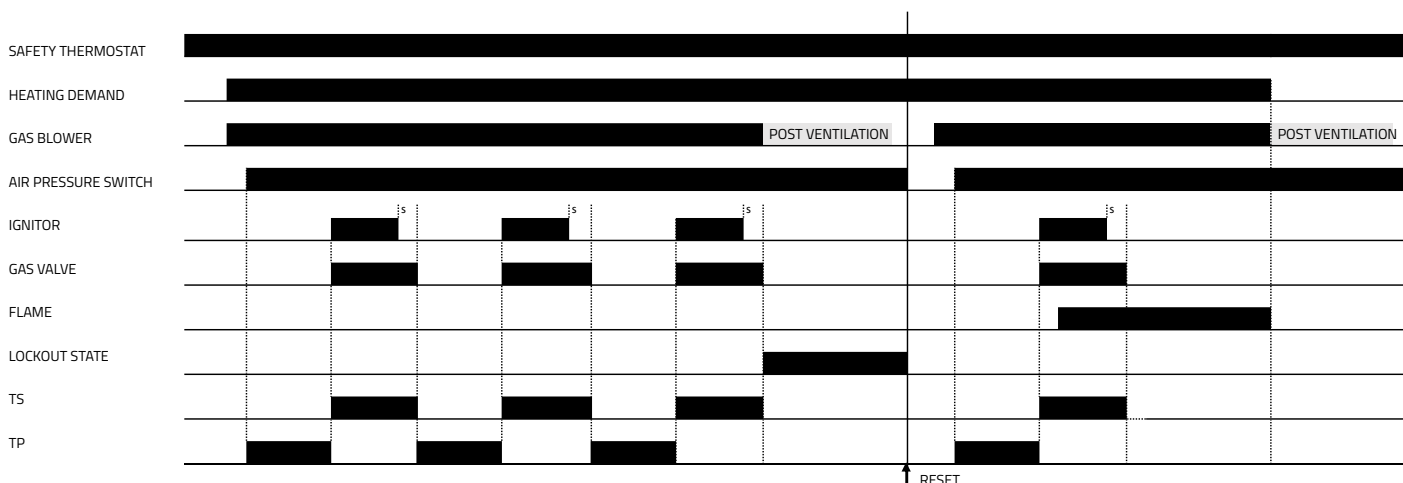 SAFETY THERMOSTAT
HEATING DEMAND
GAS BLOWER
POST VENTILATION
POST VENTILATION
AIR PRESSURE SWITCH
s
s
s
s
IGNITOR
GAS VALVE
FLAME
LOCKOUT STATE
TS
TP
RESET